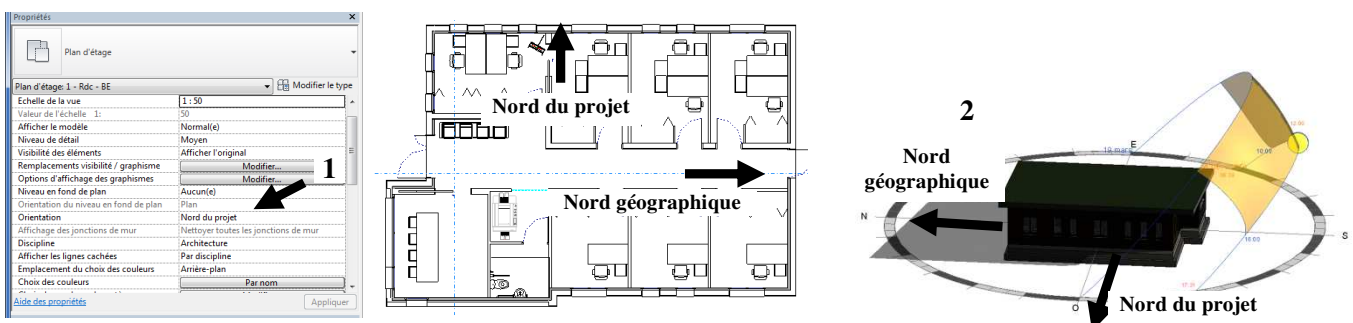 Propriétés
Plan d'étage
Plan d'étage: 1 - Rdc - BE
Modifier le type
Echelle de la vue 1 : 50
Valeur de l'échelle 1: 50
Afficher le modèle Normal(e)
Niveau de détail Moyen
Visibilité des éléments Afficher l'original
Remplacements visibilité / graphisme Modifier...
Options d'affichage des graphismes Modifier...
1
Niveau en fond de plan Aucun(e)
Orientation du niveau en fond de plan Plan
Orientation Nord du projet
Affichage des jonctions de mur Nettoyer toutes les jonctions de mur
Discipline Architecture
Afficher les lignes cachées Par discipline
Emplacement du choix des couleurs Arrière-plan
Choix des couleurs Par nom
Aide des propriétés Appliquer
Nord du projet
Nord géographique
2
Nord
géographique
19 mars
E
10:00
N
S
O
Nord du projet